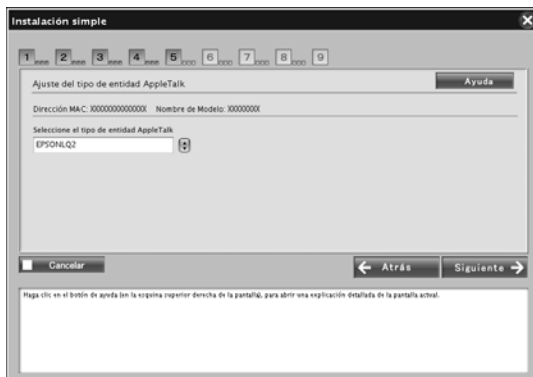 Instalación simple
1 2 3 4 5 6 7 8 9
Ajuste del tipo de entidad AppleTalk
Ayuda
Dirección MAC: XXXXXXXXXXXXXX Nombre de Modelo: XXXXXXXX
Seleccione el tipo de entidad AppleTalk
EPSONLQ2
Cancelar
Atrás
Siguiente
Haga clic en el botón de ayuda (en la esquina superior derecha de la pantalla), para abrir una explicación detallada de la pantalla actual.